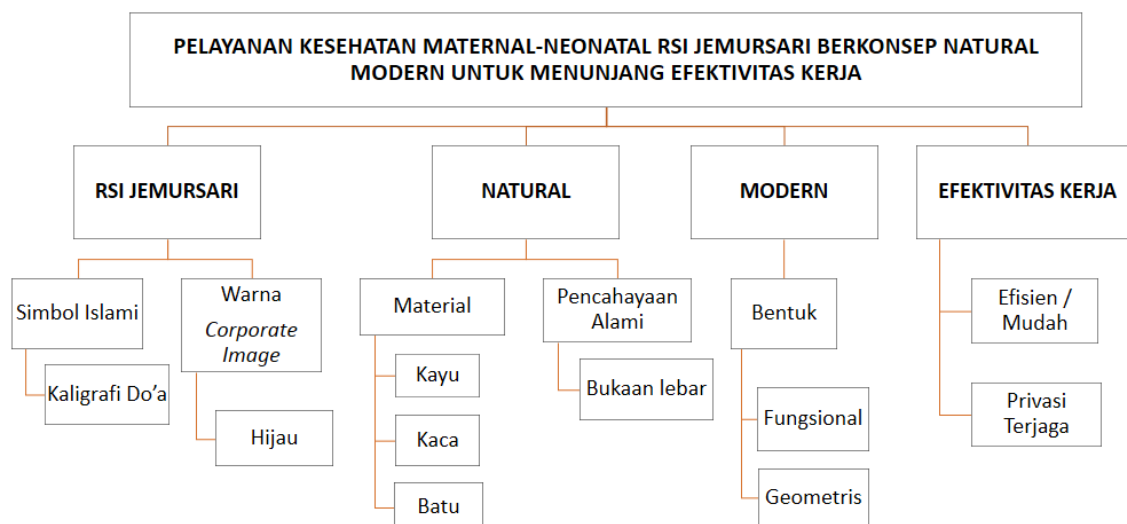 PELAYANAN KESEHATAN MATERNAL-NEONATAL RSI JEMURSARI BERKONSEP NATURAL
MODERN UNTUK MENUNJANG EFEKTIVITAS KERJA
RSI JEMURSARI
NATURAL
MODERN
EFEKTIVITAS KERJA
Simbol Islami
Kaligrafi Do’a
Warna
Corporate
Image
Hijau
Material
Kayu
Kaca
Batu
Pencahayaan
Alami
Bukaan lebar
Bentuk
Fungsional
Geometris
Efisien /
Mudah
Privasi
Terjaga